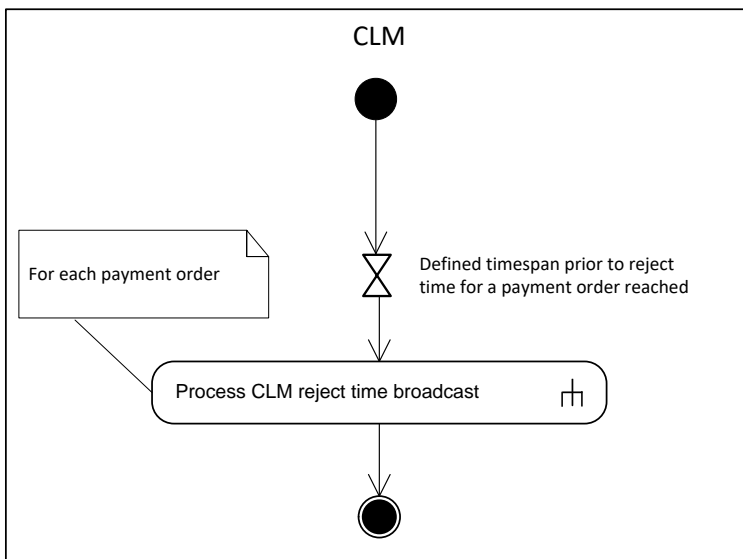 CLM
For each payment order
Defined timespan prior to reject
time for a payment order reached
Process CLM reject time broadcast